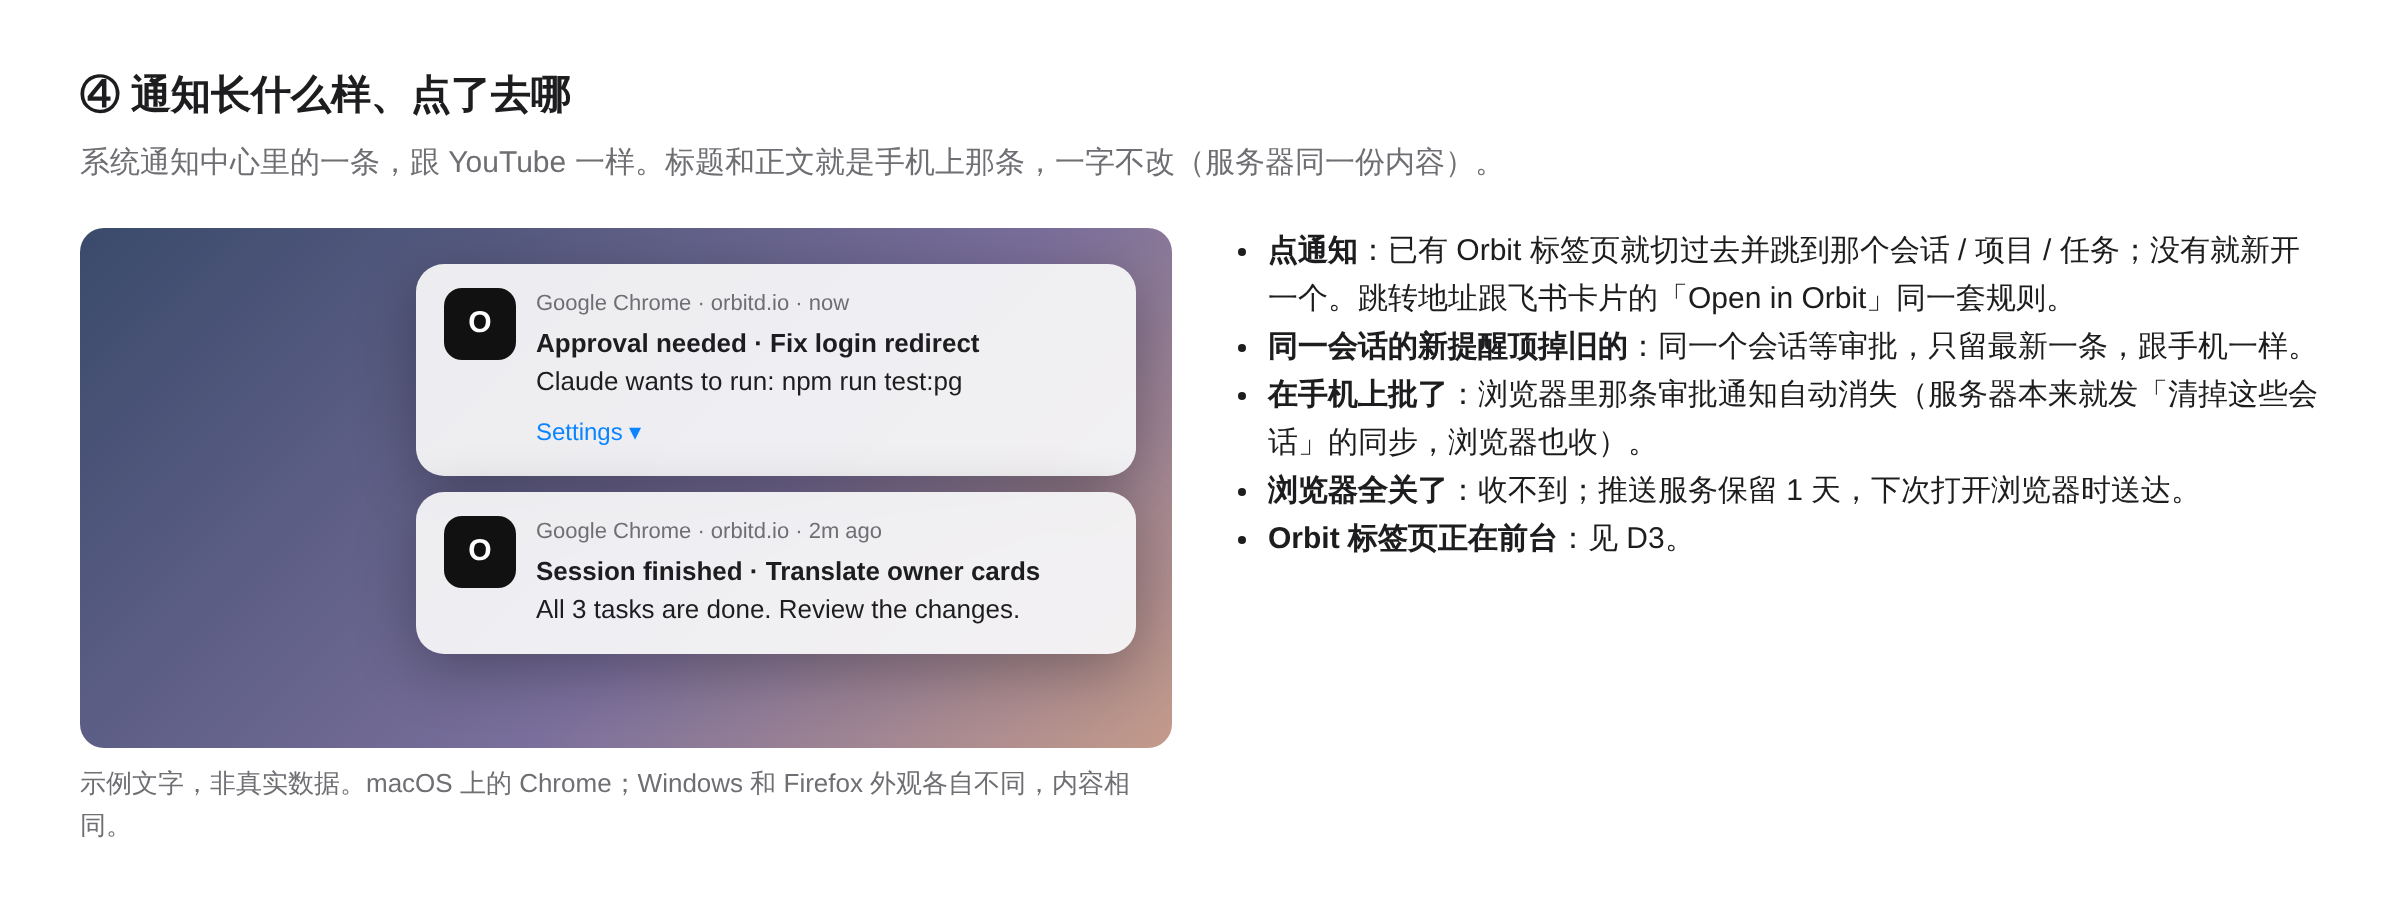 ④ 通知长什么样、点了去哪
系统通知中心里的一条，跟 YouTube 一样。标题和正文就是手机上那条，一字不改（服务器同一份内容）。
O
Google Chrome · orbitd.io · now
Approval needed · Fix login redirect
Claude wants to run: npm run test:pg
Settings ▾
O
Google Chrome · orbitd.io · 2m ago
Session finished · Translate owner cards
All 3 tasks are done. Review the changes.
示例文字，非真实数据。macOS 上的 Chrome；Windows 和 Firefox 外观各自不同，内容相
同。
• 点通知：已有 Orbit 标签页就切过去并跳到那个会话 / 项目 / 任务；没有就新开
一个。跳转地址跟飞书卡片的「Open in Orbit」同一套规则。
• 同一会话的新提醒顶掉旧的：同一个会话等审批，只留最新一条，跟手机一样。
• 在手机上批了：浏览器里那条审批通知自动消失（服务器本来就发「清掉这些会
话」的同步，浏览器也收）。
• 浏览器全关了：收不到；推送服务保留 1 天，下次打开浏览器时送达。
• Orbit 标签页正在前台：见 D3。